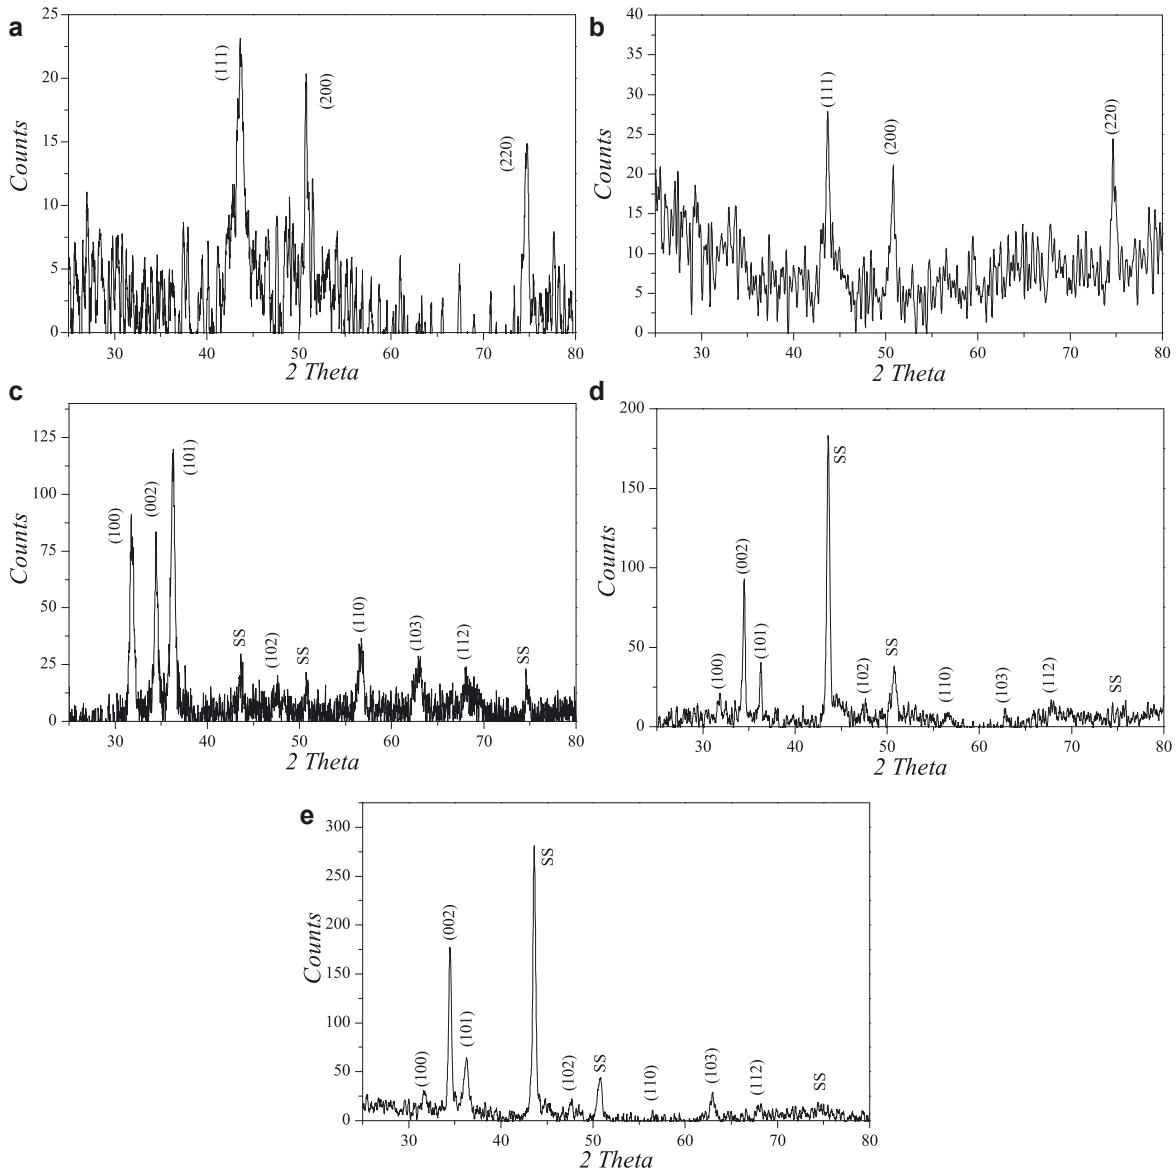 a
25
20
15
10
5
0
Counts
(111)
(200)
(220)
30 40 50 60 70 80
2 Theta
b
40
35
30
25
20
15
10
5
0
Counts
(111)
(200)
(220)
30 40 50 60 70 80
2 Theta
c
125
100
75
50
25
0
Counts
(100)
(002)
(101)
SS
(102)
SS
(110)
(103)
(112)
SS
30 40 50 60 70 80
2 Theta
d
200
150
100
50
0
Counts
(100)
(002)
(101)
SS
(102)
SS
(110)
(103)
(112)
SS
30 40 50 60 70 80
2 Theta
e
300
250
200
150
100
50
0
Counts
(100)
(002)
(101)
SS
(102)
SS
(110)
(103)
(112)
SS
30 40 50 60 70 80
2 Theta